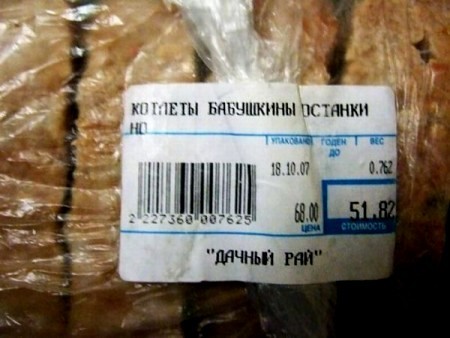 КОТЛЕТЫ БАБУШКИНЫ ОСТАНКИ
НО
УПАКОВАНО ГОДЕН ДО ВЕС
18.10.07 0.762
68.00 51.82
ЦЕНА СТОИМОСТЬ
2 227360 007625
"ДАЧНЫЙ РАЙ"